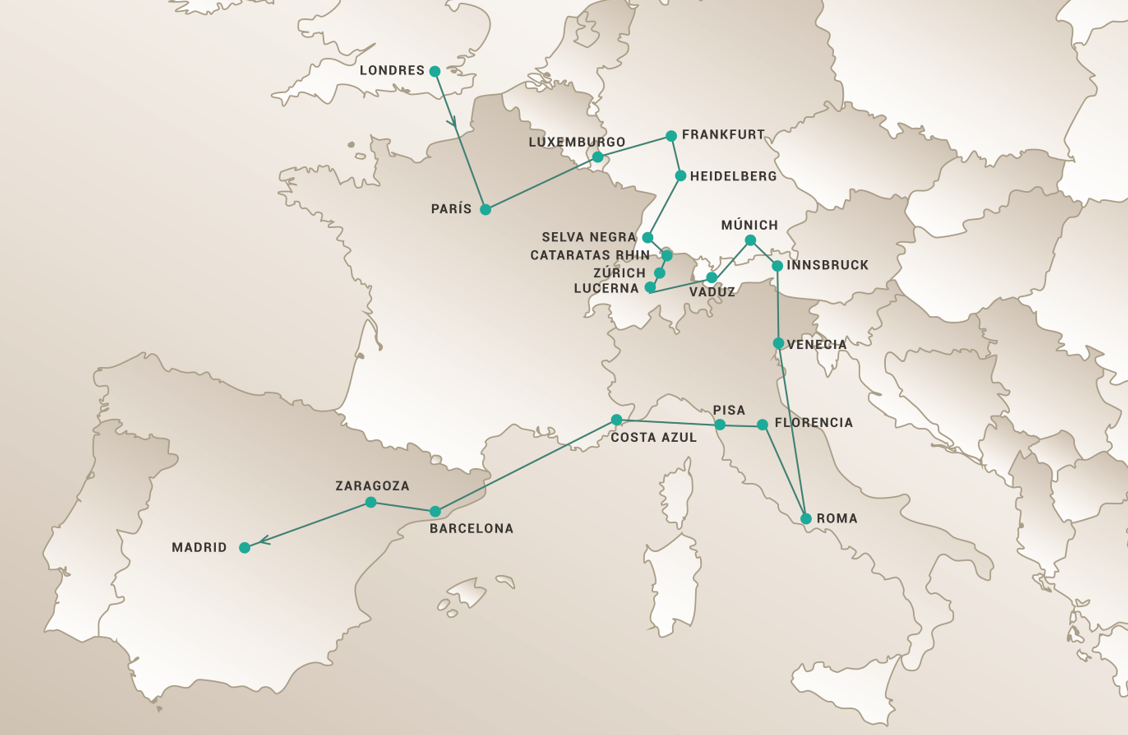 LONDRES
LUXEMBURGO
FRANKFURT
HEIDELBERG
PARÍS
MÚNICH
SELVA NEGRA
CATARATAS RHIN
INNSBRUCK
ZÚRICH
LUCERNA
VADUZ
VENECIA
PISA
FLORENCIA
COSTA AZUL
ZARAGOZA
ROMA
BARCELONA
MADRID